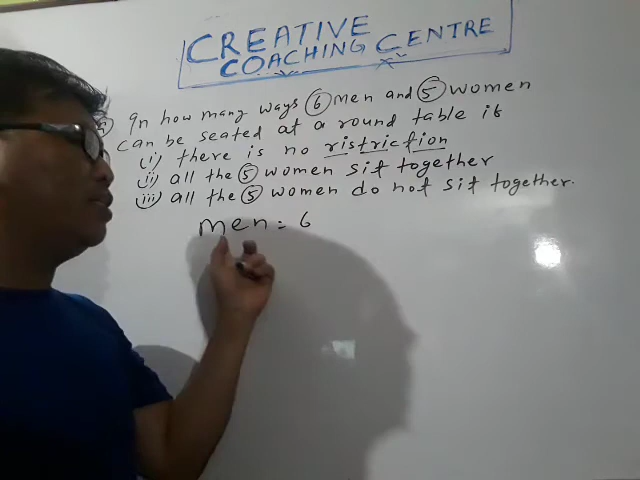 CREATIVE
COACHING CENTRE
In how many ways 6 men and 5 women
can be seated at a round table if
(i) there is no ristriction
(ii) all the 5 women sit together
(iii) all the 5 women do not sit together.
men = 6